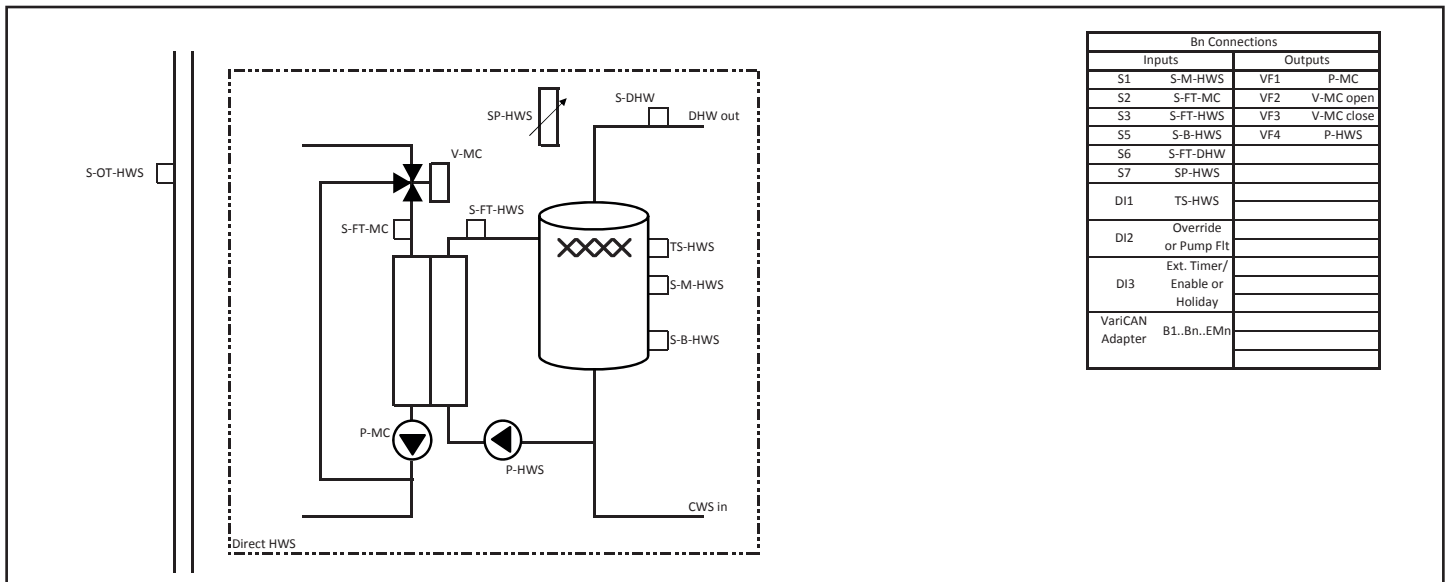 S-OT-HWS
SP-HWS
S-DHW
DHW out
V-MC
S-FT-HWS
S-FT-MC
TS-HWS
S-M-HWS
S-B-HWS
P-MC
P-HWS
CWS in
Direct HWS
Bn Connections
Inputs Outputs
S1 S-M-HWS VF1 P-MC
S2 S-FT-MC VF2 V-MC open
S3 S-FT-HWS VF3 V-MC close
S5 S-B-HWS VF4 P-HWS
S6 S-FT-DHW
S7 SP-HWS
DI1 TS-HWS
DI2 Override
or Pump Flt
DI3 Ext. Timer/
Enable or
Holiday
VariCAN
Adapter B1..Bn..EMn